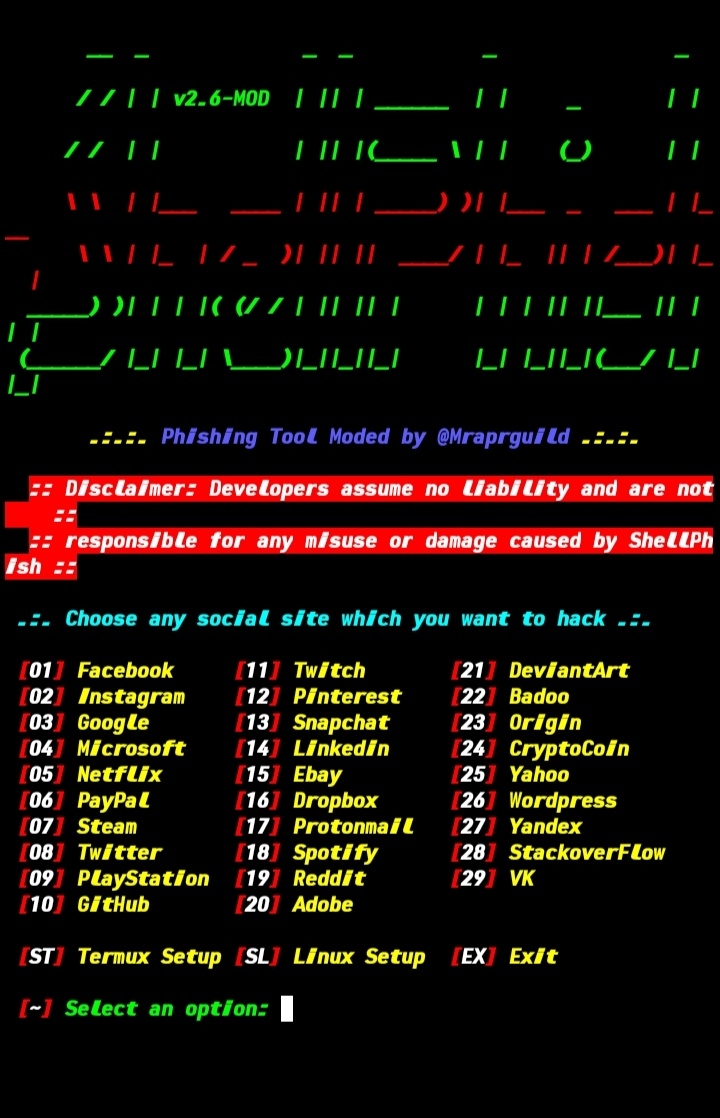 v2.6-MOD
.:.:. Phishing Tool Moded by @Mraprguild .:.:.
:: Disclaimer: Developers assume no liability and are not
::
:: responsible for any misuse or damage caused by ShellPh
ish ::
.:. Choose any social site which you want to hack .:.
[01] Facebook [11] Twitch [21] DeviantArt
[02] Instagram [12] Pinterest [22] Badoo
[03] Google [13] Snapchat [23] Origin
[04] Microsoft [14] Linkedin [24] CryptoCoin
[05] Netflix [15] Ebay [25] Yahoo
[06] PayPal [16] Dropbox [26] Wordpress
[07] Steam [17] Protonmail [27] Yandex
[08] Twitter [18] Spotify [28] StackoverFlow
[09] PlayStation [19] Reddit [29] VK
[10] GitHub [20] Adobe
[ST] Termux Setup [SL] Linux Setup [EX] Exit
[~] Select an option: